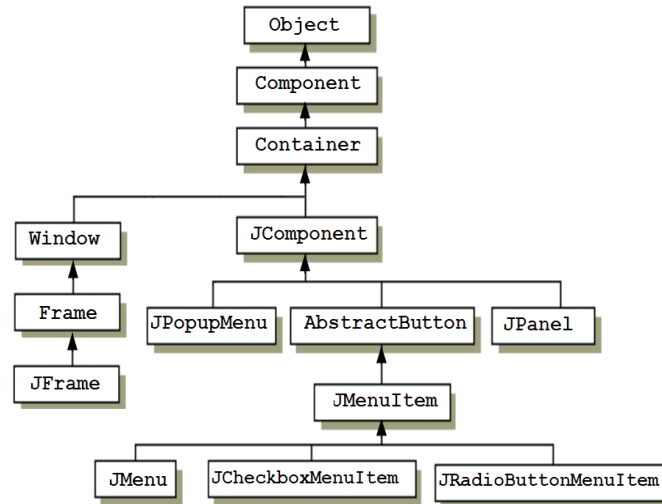 Object
Component
Container
Window
JComponent
Frame
JPopupMenu
AbstractButton
JPanel
JFrame
JMenuItem
JMenu
JCheckboxMenuItem
JRadioButtonMenuItem